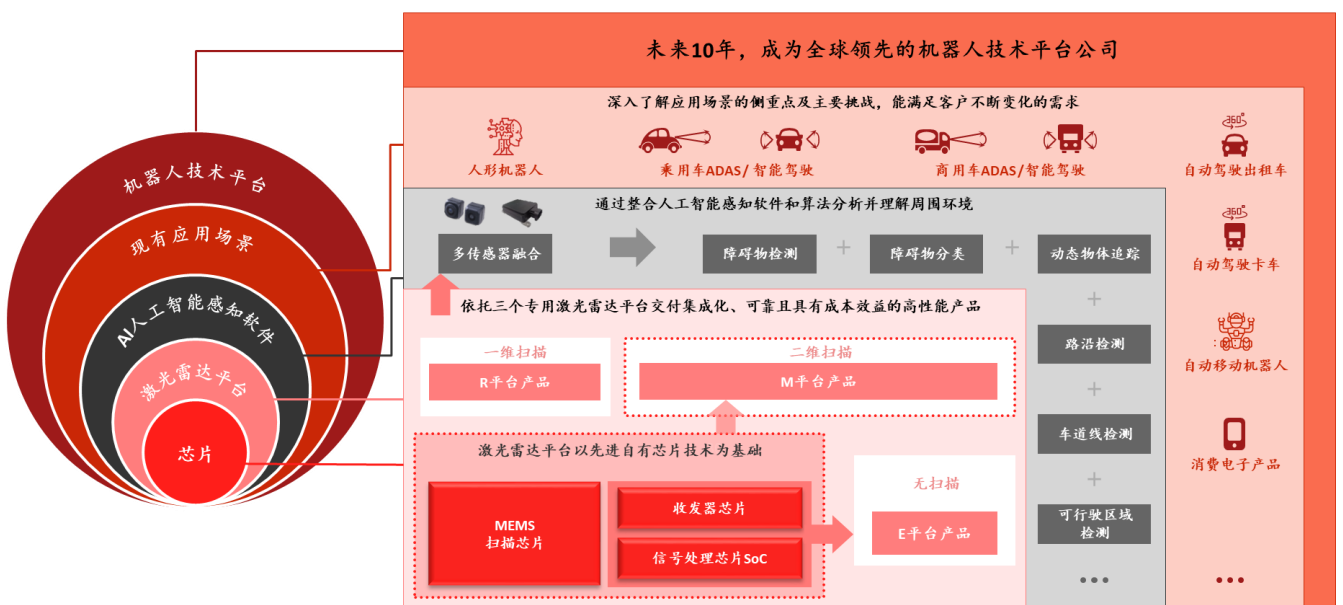 机器人技术平台
现有应用场景
AI人工智能感知软件
激光雷达平台
芯片
未来10年，成为全球领先的机器人技术平台公司
深入了解应用场景的侧重点及主要挑战，能满足客户不断变化的需求
人形机器人
乘用车ADAS/智能驾驶
商用车ADAS/智能驾驶
360°
自动驾驶出租车
360°
自动驾驶卡车
自动移动机器人
消费电子产品
•••
通过整合人工智能感知软件和算法分析并理解周围环境
多传感器融合
障碍物检测
+
障碍物分类
+
动态物体追踪
+
路沿检测
+
车道线检测
+
可行驶区域
检测
•••
依托三个专用激光雷达平台交付集成化、可靠且具有成本效益的高性能产品
一维扫描
R平台产品
二维扫描
M平台产品
激光雷达平台以先进自有芯片技术为基础
MEMS
扫描芯片
收发器芯片
信号处理芯片SoC
无扫描
E平台产品